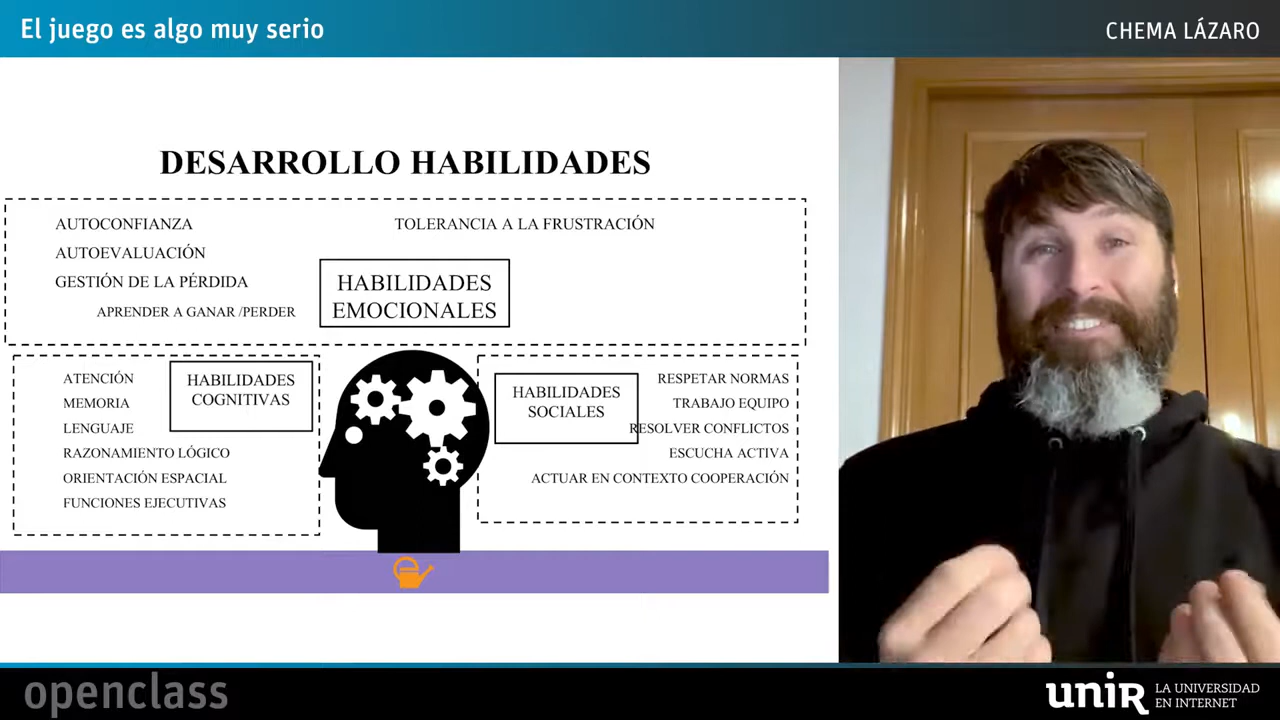 El juego es algo muy serio
CHEMA LÁZARO
DESARROLLO HABILIDADES
AUTOCONFIANZA
TOLERANCIA A LA FRUSTRACIÓN
AUTOEVALUACIÓN
GESTIÓN DE LA PÉRDIDA
APRENDER A GANAR /PERDER
HABILIDADES
EMOCIONALES
ATENCIÓN
MEMORIA
LENGUAJE
RAZONAMIENTO LÓGICO
ORIENTACIÓN ESPACIAL
FUNCIONES EJECUTIVAS
HABILIDADES
COGNITIVAS
HABILIDADES
SOCIALES
RESPETAR NORMAS
TRABAJO EQUIPO
RESOLVER CONFLICTOS
ESCUCHA ACTIVA
ACTUAR EN CONTEXTO COOPERACIÓN
openclass
unir
LA UNIVERSIDAD
EN INTERNET